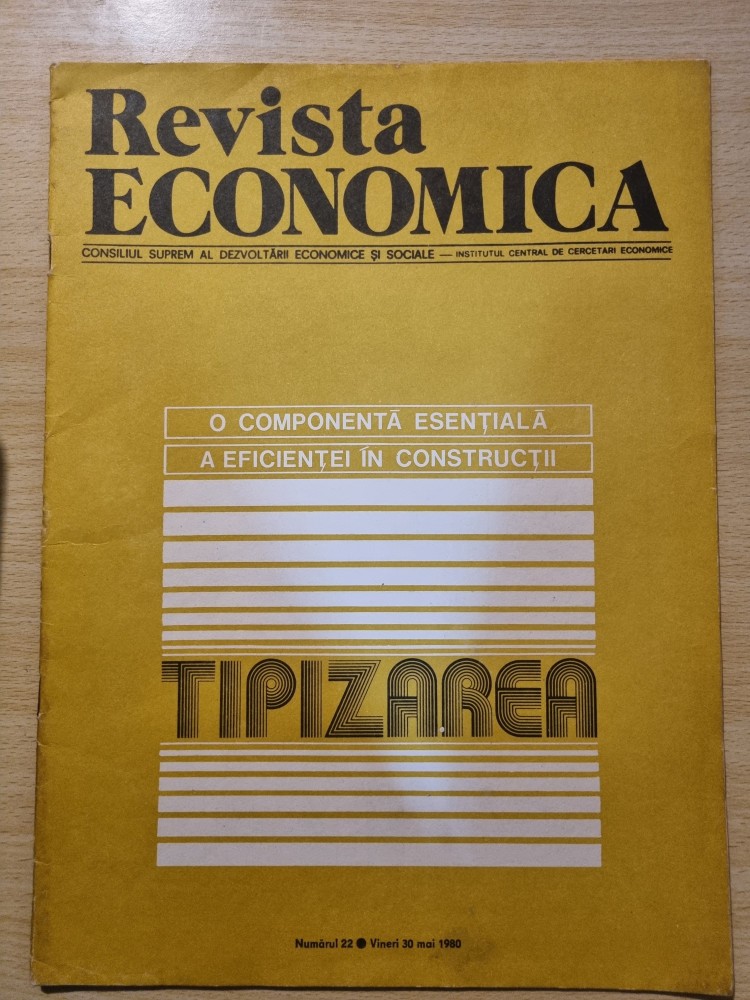 Revista
ECONOMICA
CONSILIUL SUPREM AL DEZVOLTĂRII ECONOMICE ȘI SOCIALE — INSTITUTUL CENTRAL DE CERCETARI ECONOMICE
O COMPONENTĂ ESENȚIALĂ
A EFICIENȚEI ÎN CONSTRUCȚII
TIPIZAREA
Numărul 22 ● Vineri 30 mai 1980